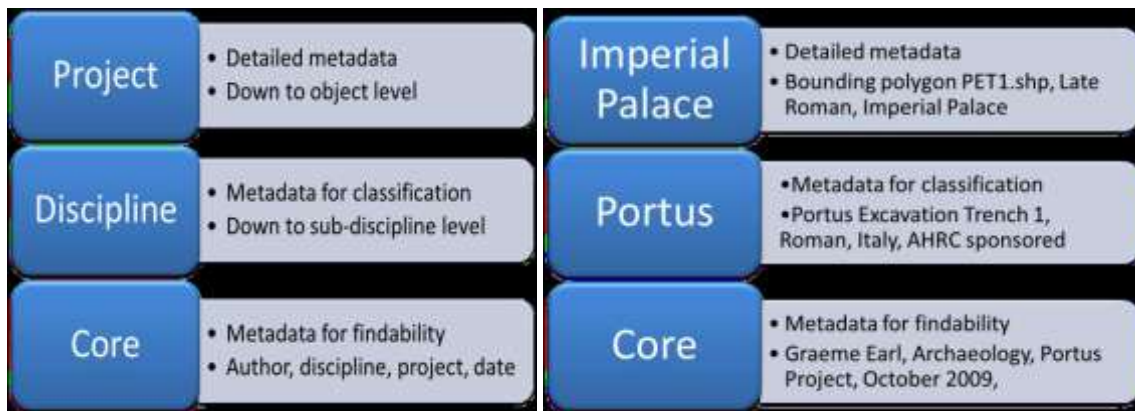 Project
• Detailed metadata
• Down to object level
Discipline
• Metadata for classification
• Down to sub-discipline level
Core
• Metadata for findability
• Author, discipline, project, date
Imperial
Palace
• Detailed metadata
• Bounding polygon PET1.shp, Late
Roman, Imperial Palace
Portus
•Metadata for classification
•Portus Excavation Trench 1,
Roman, Italy, AHRC sponsored
Core
• Metadata for findability
• Graeme Earl, Archaeology, Portus
Project, October 2009,